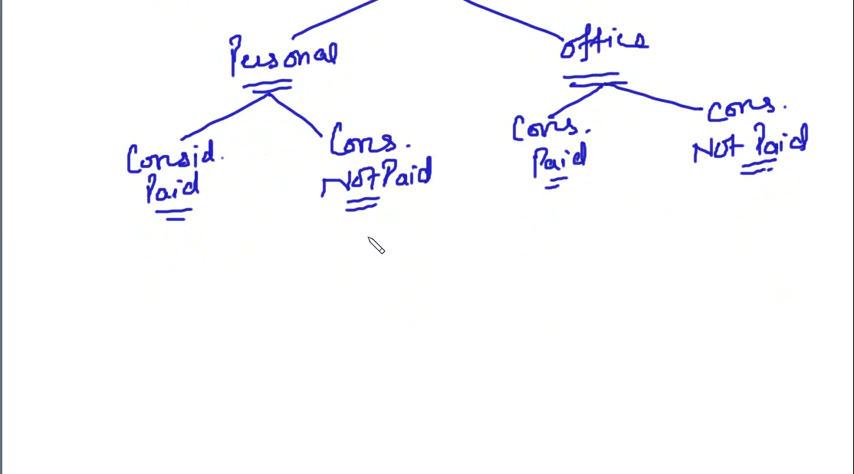 Personal
office
Consid.
Paid
Cons.
Not Paid
Cons.
Paid
Cons.
Not Paid